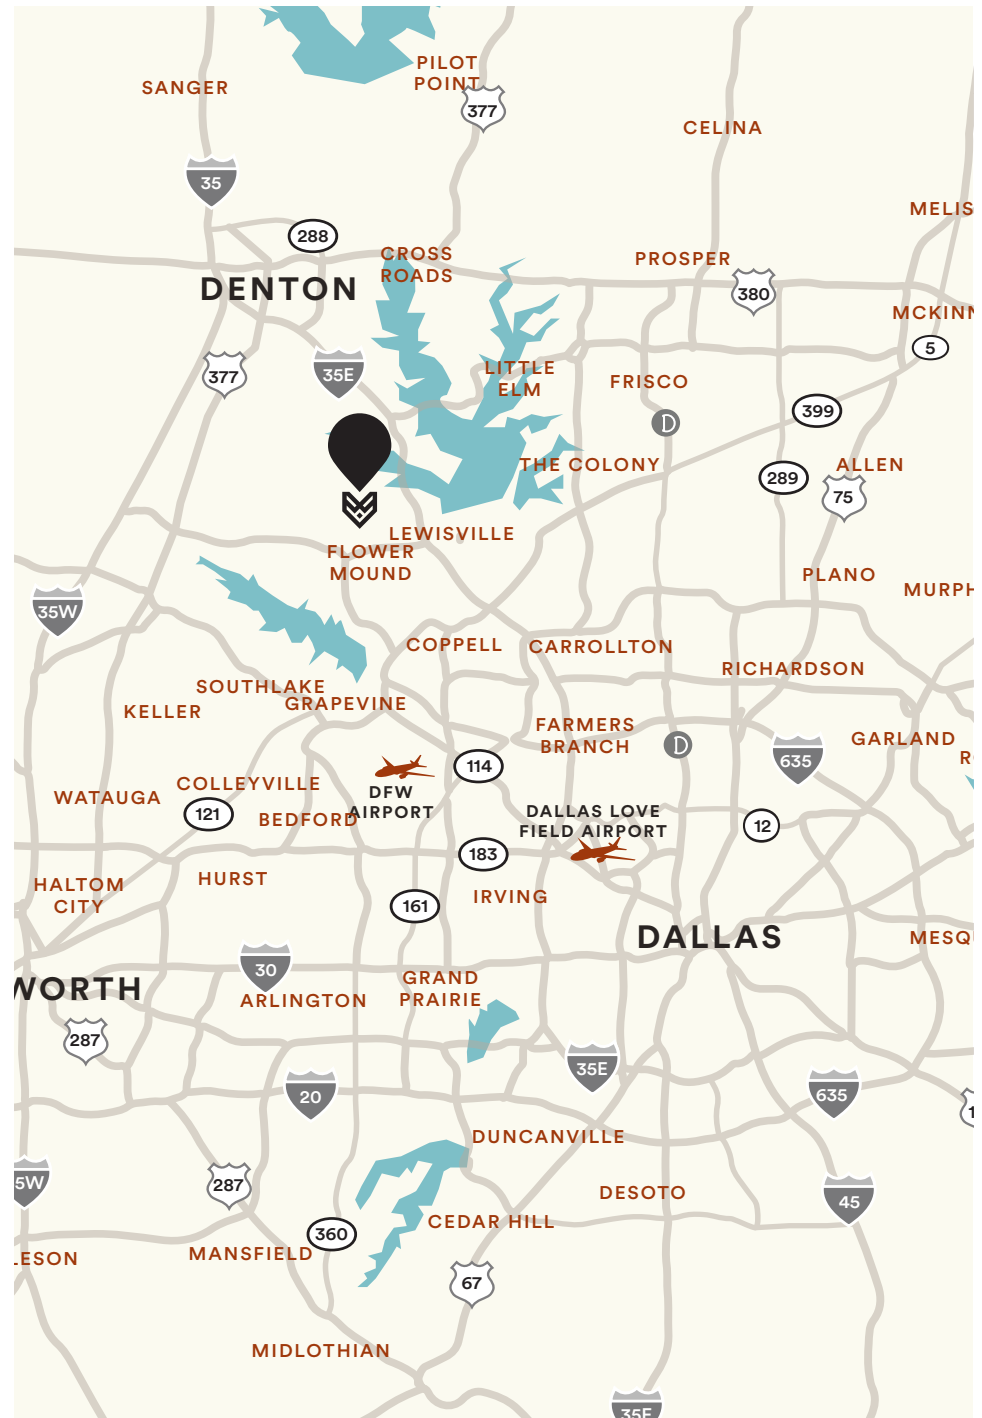 PILOT
POINT
SANGER
377
CELINA
35
MELIS
288
CROSS
ROADS
PROSPER
DENTON
380
MCKINN
5
377
35E
LITTLE
ELM
FRISCO
399
D
THE COLONY
ALLEN
289
75
LEWISVILLE
FLOWER
MOUND
PLANO
MURPH
35W
COPPELL
CARROLLTON
RICHARDSON
SOUTHLAKE
GRAPEVINE
KELLER
FARMERS
BRANCH
D
GARLAND
R
635
114
COLLEYVILLE
WATAUGA
DFW
AIRPORT
121
BEDFORD
DALLAS LOVE
FIELD AIRPORT
12
183
HURST
HALTOM
CITY
IRVING
161
DALLAS
MESQ
30
GRAND
PRAIRIE
WORTH
ARLINGTON
287
35E
20
635
1
DUNCANVILLE
5W
287
DESOTO
45
CEDAR HILL
360
LESON
MANSFIELD
67
MIDLOTHIAN
35E